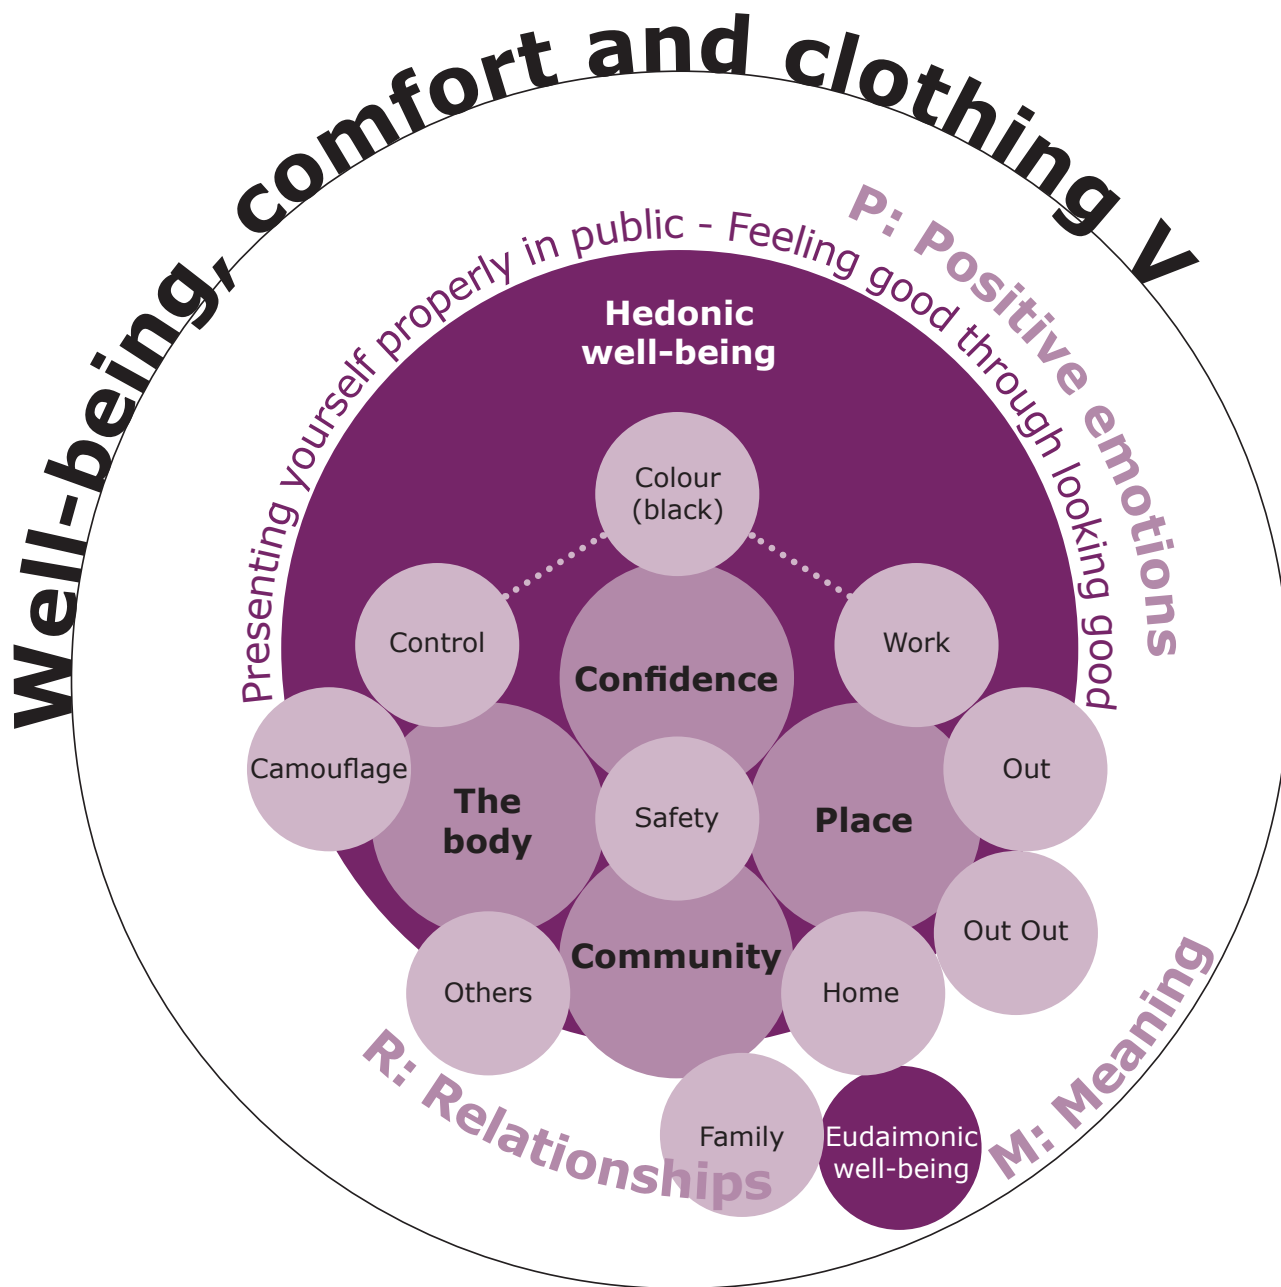 Well-being, comfort and clothing V
P: Positive emotions
Presenting yourself properly in public - Feeling good through looking good
Hedonic
well-being
Colour
(black)
Control
Work
Confidence
Camouflage
Out
The
body
Safety
Place
Out Out
Community
Others
Home
M: Meaning
R: Relationships
Family
Eudaimonic
well-being